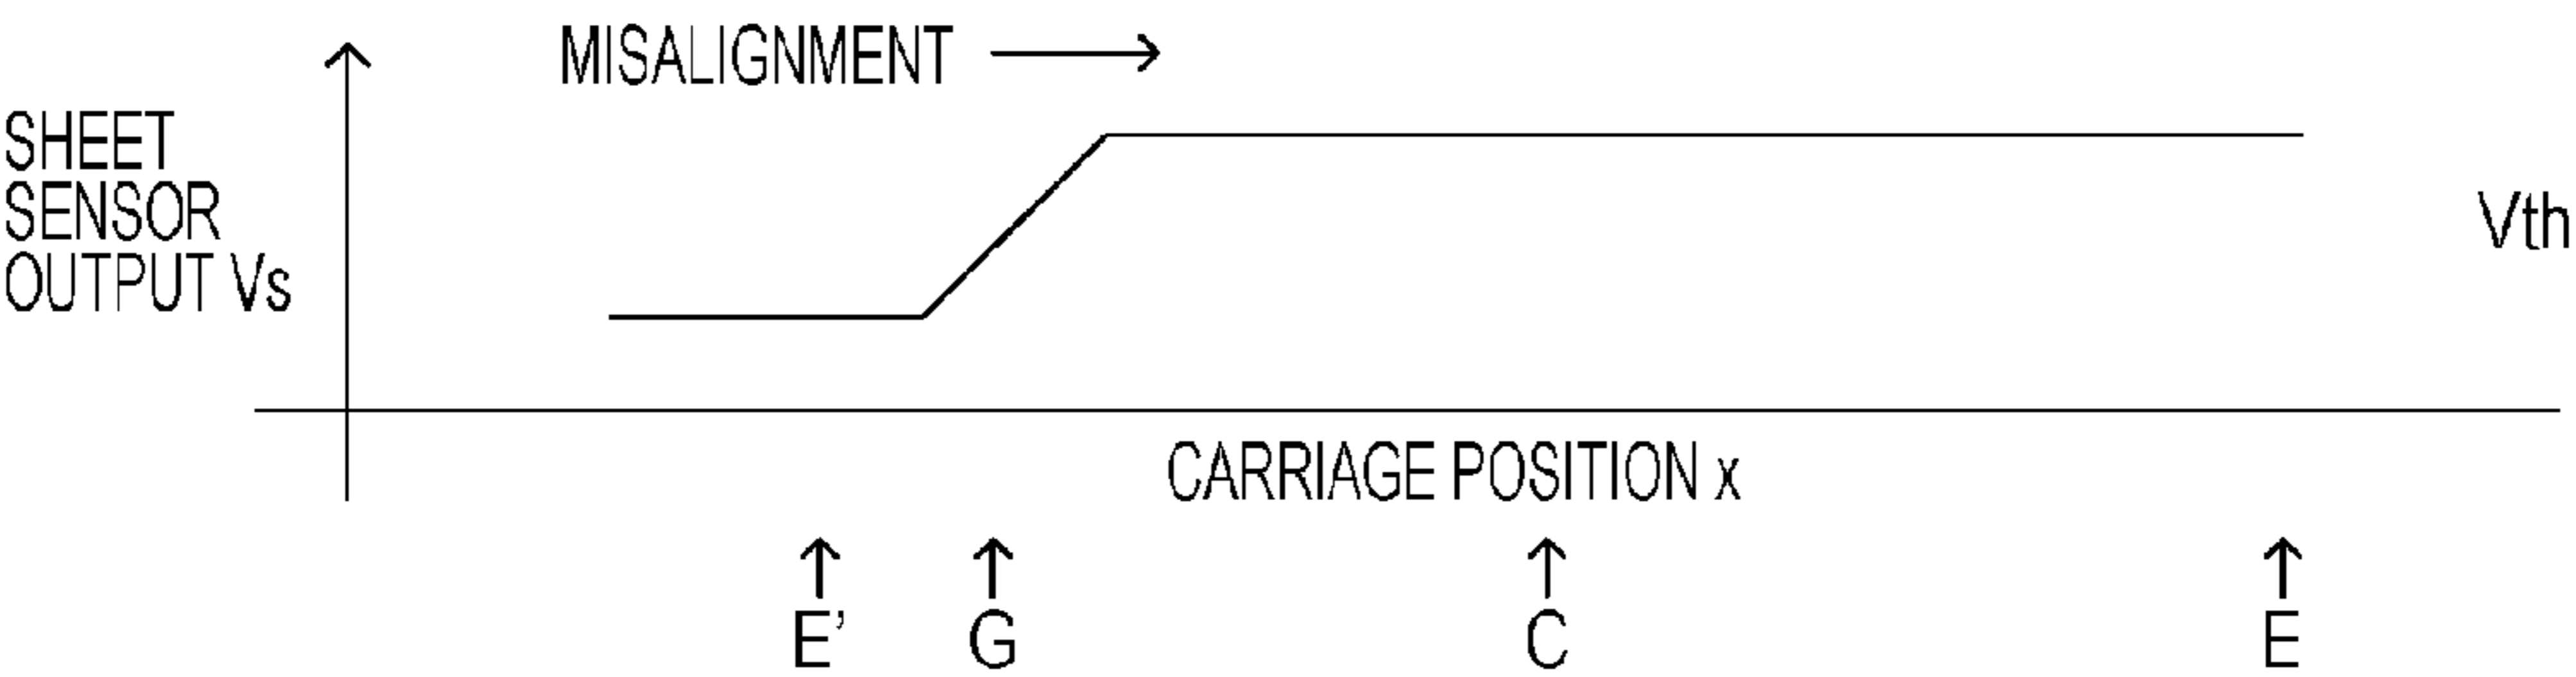 MISALIGNMENT
SHEET
SENSOR
OUTPUT Vs
Vth
CARRIAGE POSITION x
E’
G
C
E